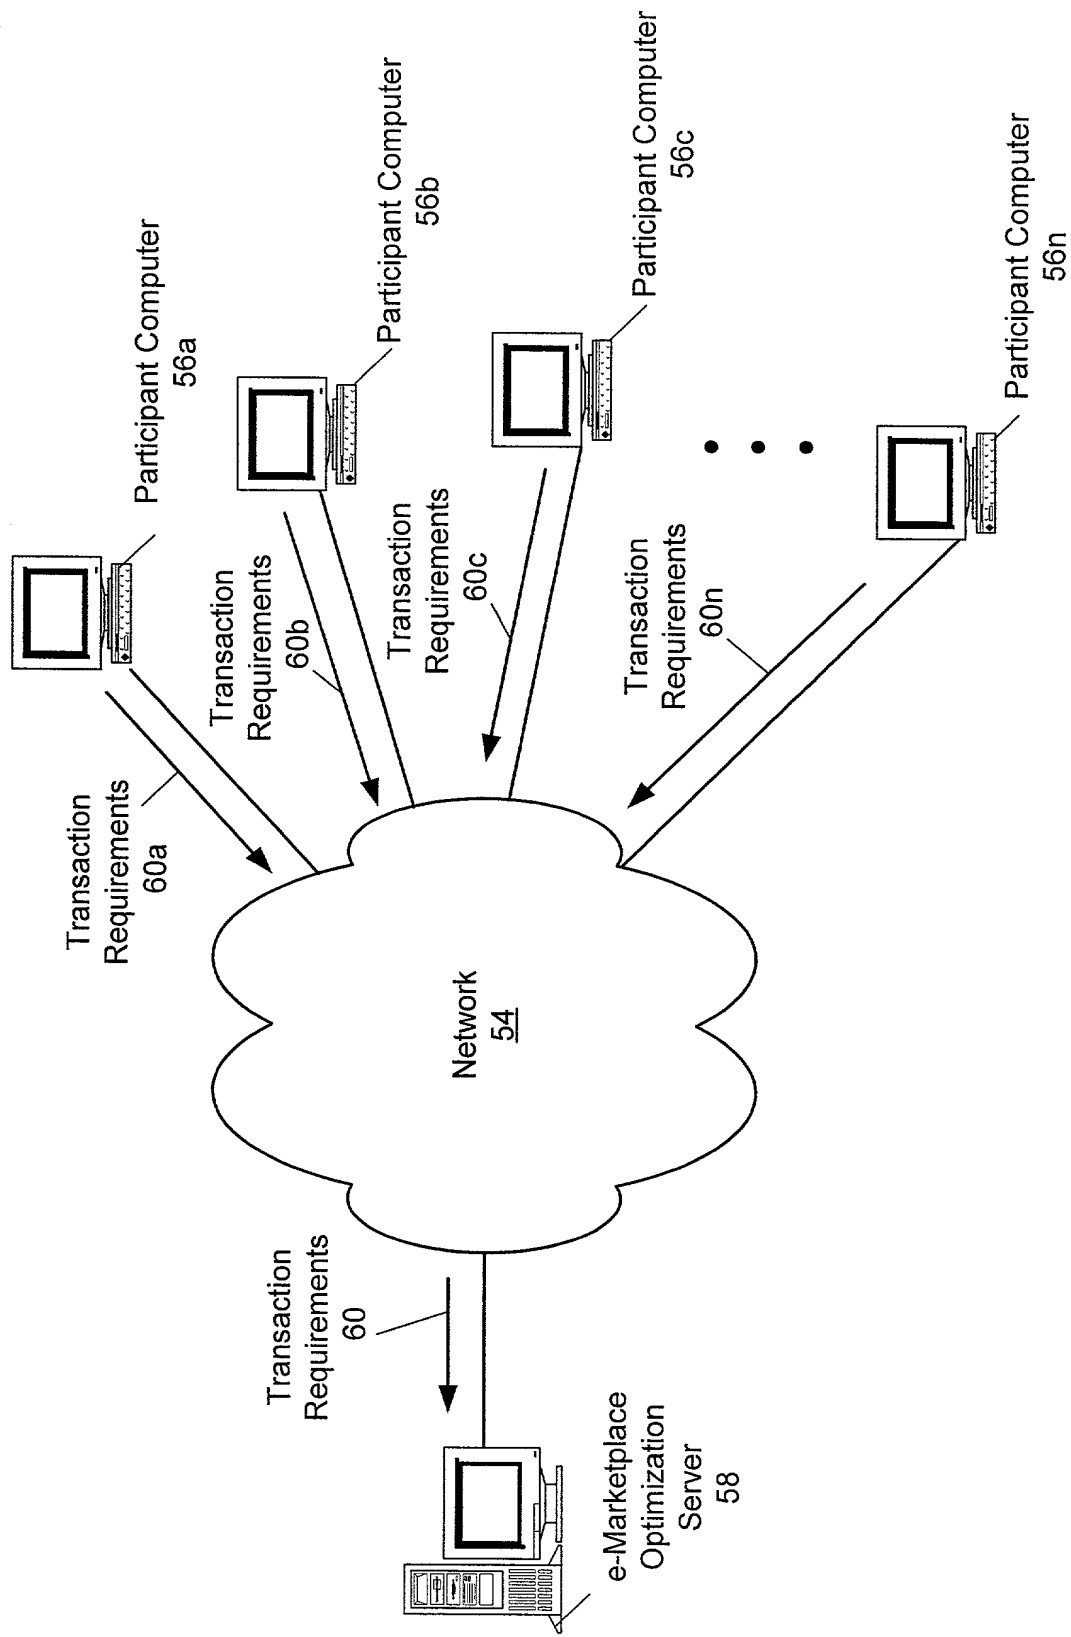 Participant Computer
56a
Participant Computer
56b
Participant Computer
56c
Participant Computer
56n
Transaction
Requirements
60a
Transaction
Requirements
60b
Transaction
Requirements
60c
Transaction
Requirements
60n
Network
54
Transaction
Requirements
60
e-Marketplace
Optimization
Server
58